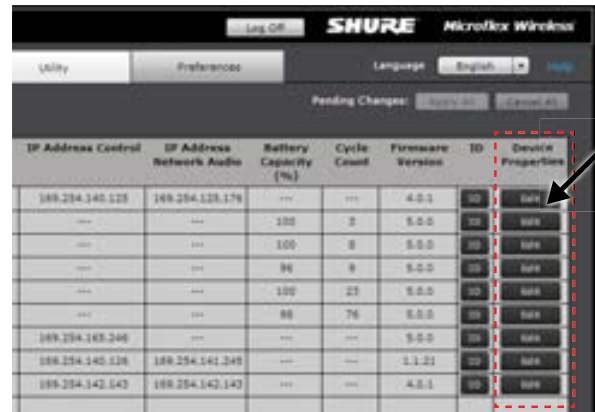 Log Off SHURE Microflex Wireless
Utility Preferences Language English Help
Pending Changes: Apply All Cancel All
IP Address Control IP Address Network Audio Battery Capacity (%) Cycle Count Firmware Version ID Device Properties
169.254.140.123 169.254.125.176 --- --- 4.0.1 ID Edit
--- --- 100 3 5.0.0 ID Edit
--- --- 100 8 5.0.0 ID Edit
--- --- 96 9 5.0.0 ID Edit
--- --- 100 23 5.0.0 ID Edit
--- --- 98 76 5.0.0 ID Edit
169.254.165.246 --- --- --- 5.0.0 ID Edit
169.254.140.126 169.254.141.245 --- --- 1.1.21 ID Edit
169.254.142.143 169.254.142.143 --- --- 4.0.1 ID Edit